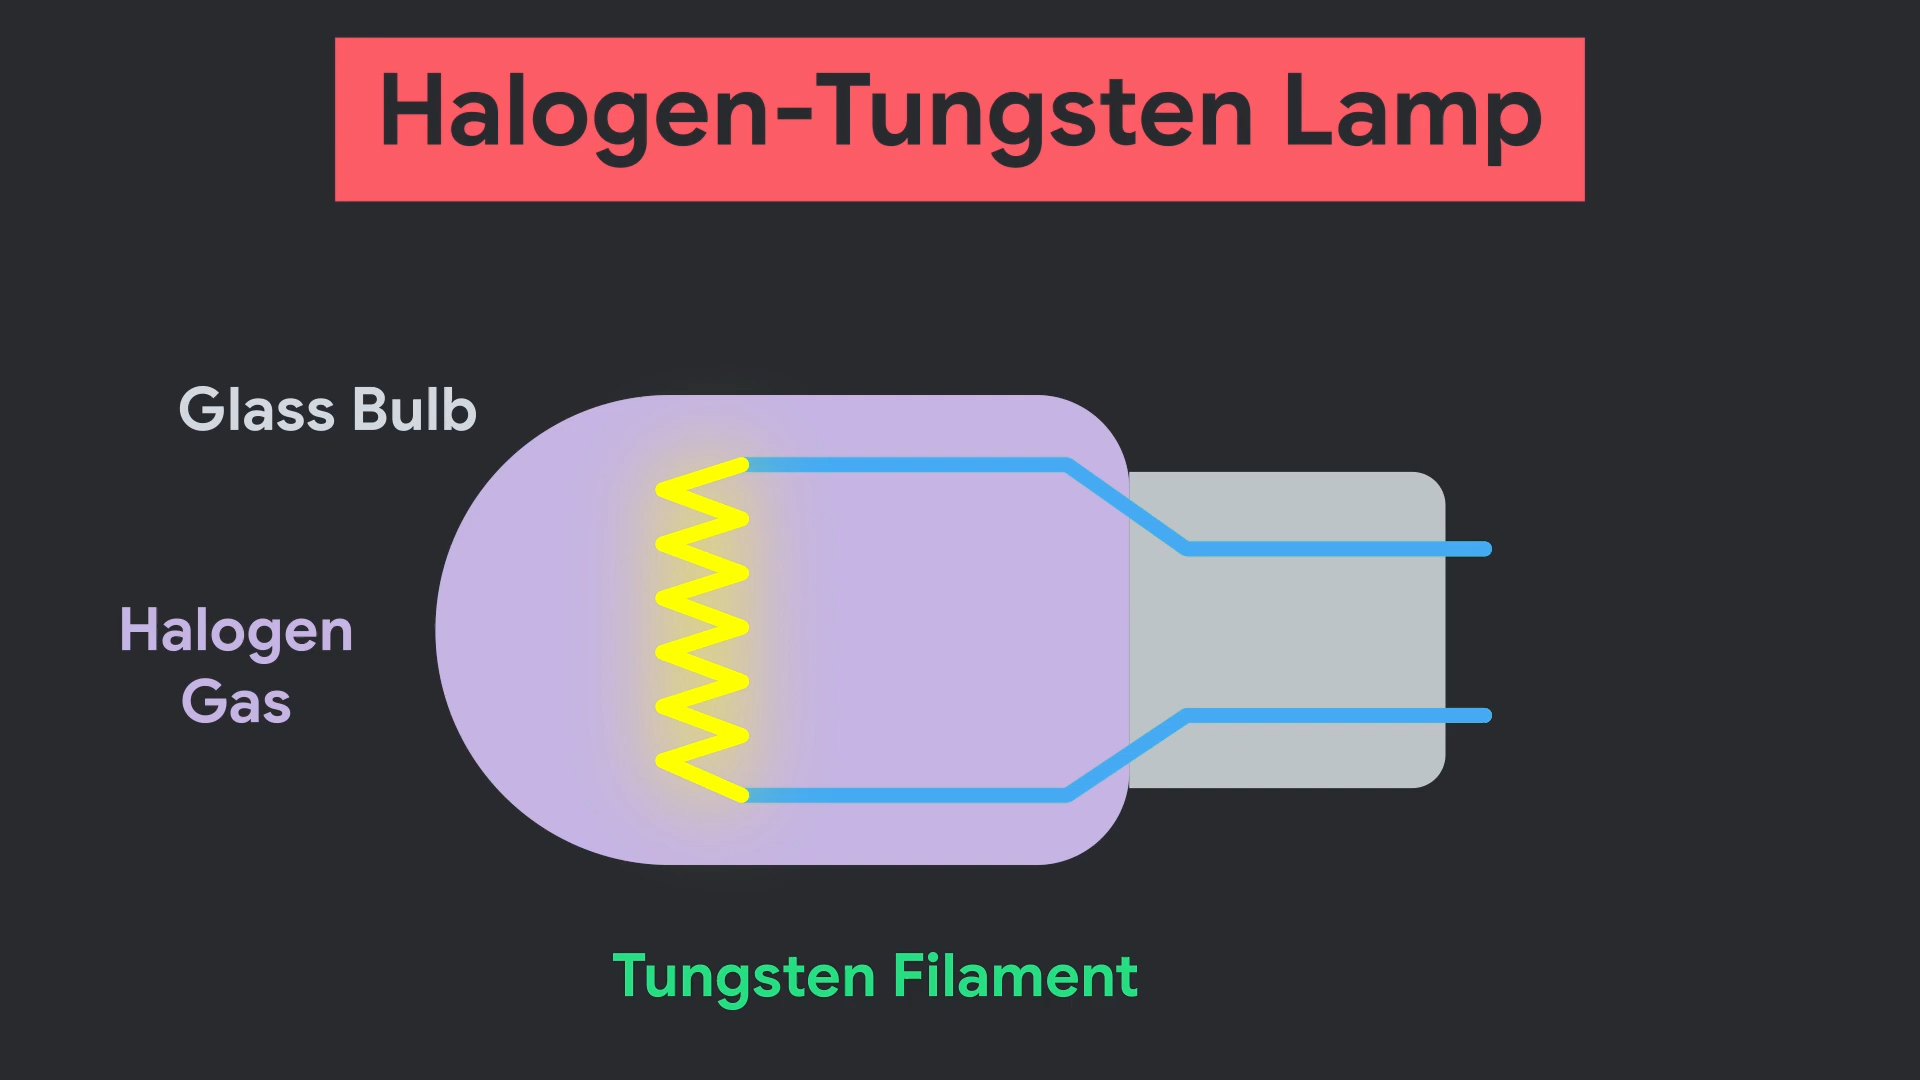 Halogen-Tungsten Lamp
Glass Bulb
Halogen
Gas
Tungsten Filament